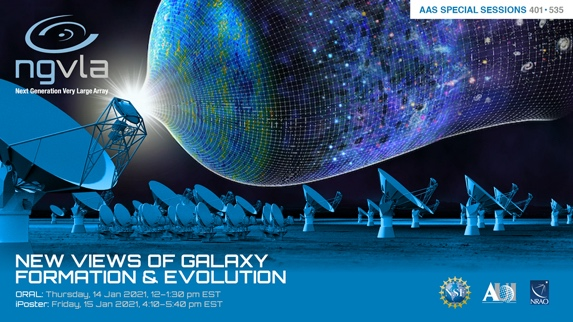 AAS SPECIAL SESSIONS 401 • 535
ngvla
Next Generation Very Large Array
NEW VIEWS OF GALAXY
FORMATION & EVOLUTION
ORAL: Thursday, 14 Jan 2021, 12–1:30 pm EST
iPoster: Friday, 15 Jan 2021, 4:10–5:40 pm EST
NSF
AUI
NRAO